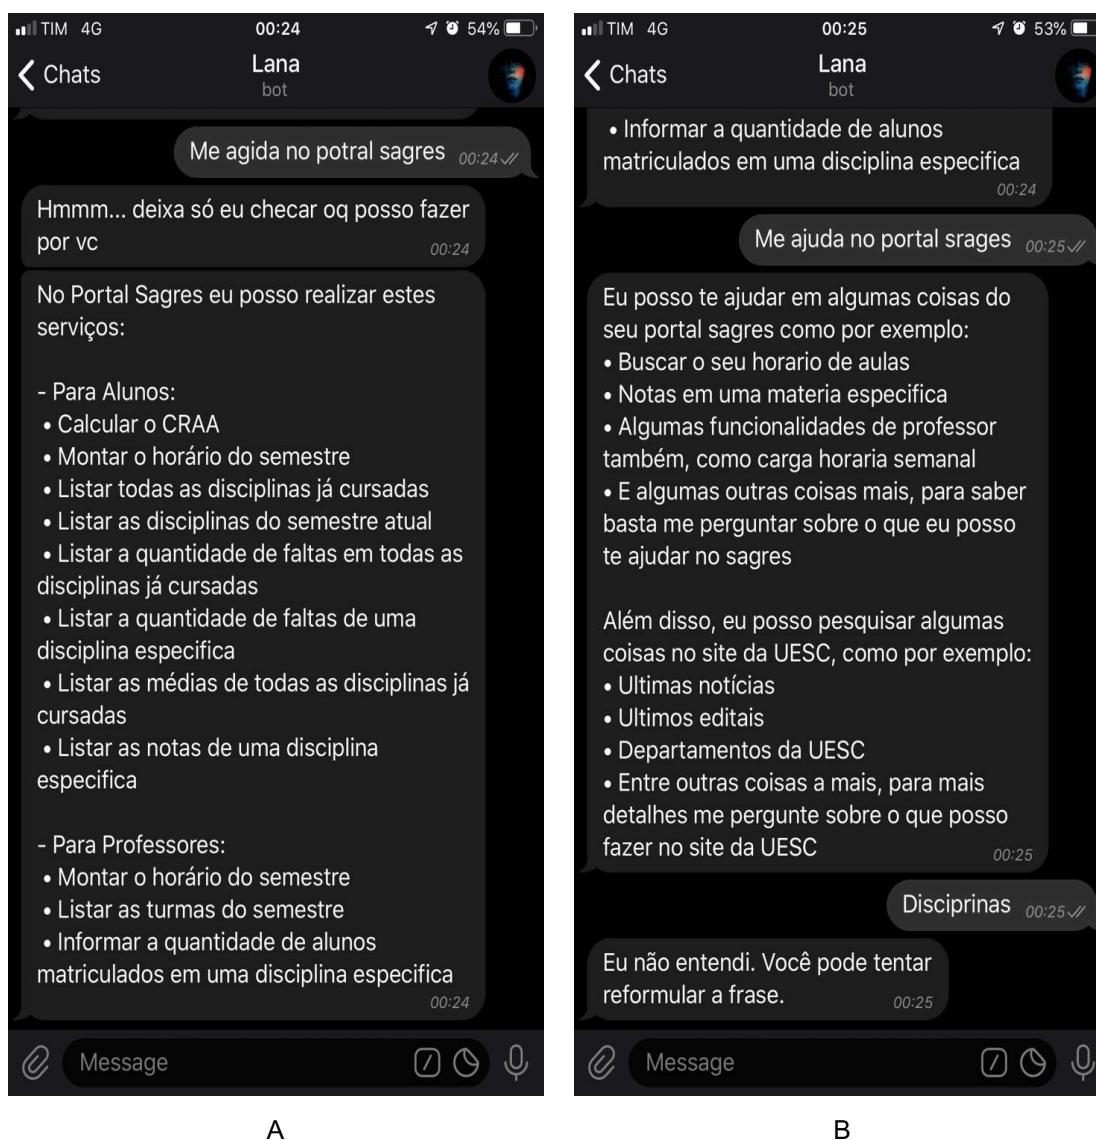 TIM 4G 00:24 54%
Chats
Lana
bot
Me agida no potral sagres 00:24
Hmmm... deixa só eu checar oq posso fazer
por vc 00:24
No Portal Sagres eu posso realizar estes
serviços:
- Para Alunos:
• Calcular o CRAA
• Montar o horário do semestre
• Listar todas as disciplinas já cursadas
• Listar as disciplinas do semestre atual
• Listar a quantidade de faltas em todas as
disciplinas já cursadas
• Listar a quantidade de faltas de uma
disciplina especifica
• Listar as médias de todas as disciplinas já
cursadas
• Listar as notas de uma disciplina
especifica
- Para Professores:
• Montar o horário do semestre
• Listar as turmas do semestre
• Informar a quantidade de alunos
matriculados em uma disciplina especifica
00:24
Message
A
TIM 4G 00:25 53%
Chats
Lana
bot
• Informar a quantidade de alunos
matriculados em uma disciplina especifica
00:24
Me ajuda no portal srages 00:25
Eu posso te ajudar em algumas coisas do
seu portal sagres como por exemplo:
• Buscar o seu horario de aulas
• Notas em uma materia especifica
• Algumas funcionalidades de professor
também, como carga horaria semanal
• E algumas outras coisas mais, para saber
basta me perguntar sobre o que eu posso
te ajudar no sagres
Além disso, eu posso pesquisar algumas
coisas no site da UESC, como por exemplo:
• Ultimas notícias
• Ultimos editais
• Departamentos da UESC
• Entre outras coisas a mais, para mais
detalhes me pergunte sobre o que posso
fazer no site da UESC 00:25
Disciprinas 00:25
Eu não entendi. Você pode tentar
reformular a frase. 00:25
Message
B